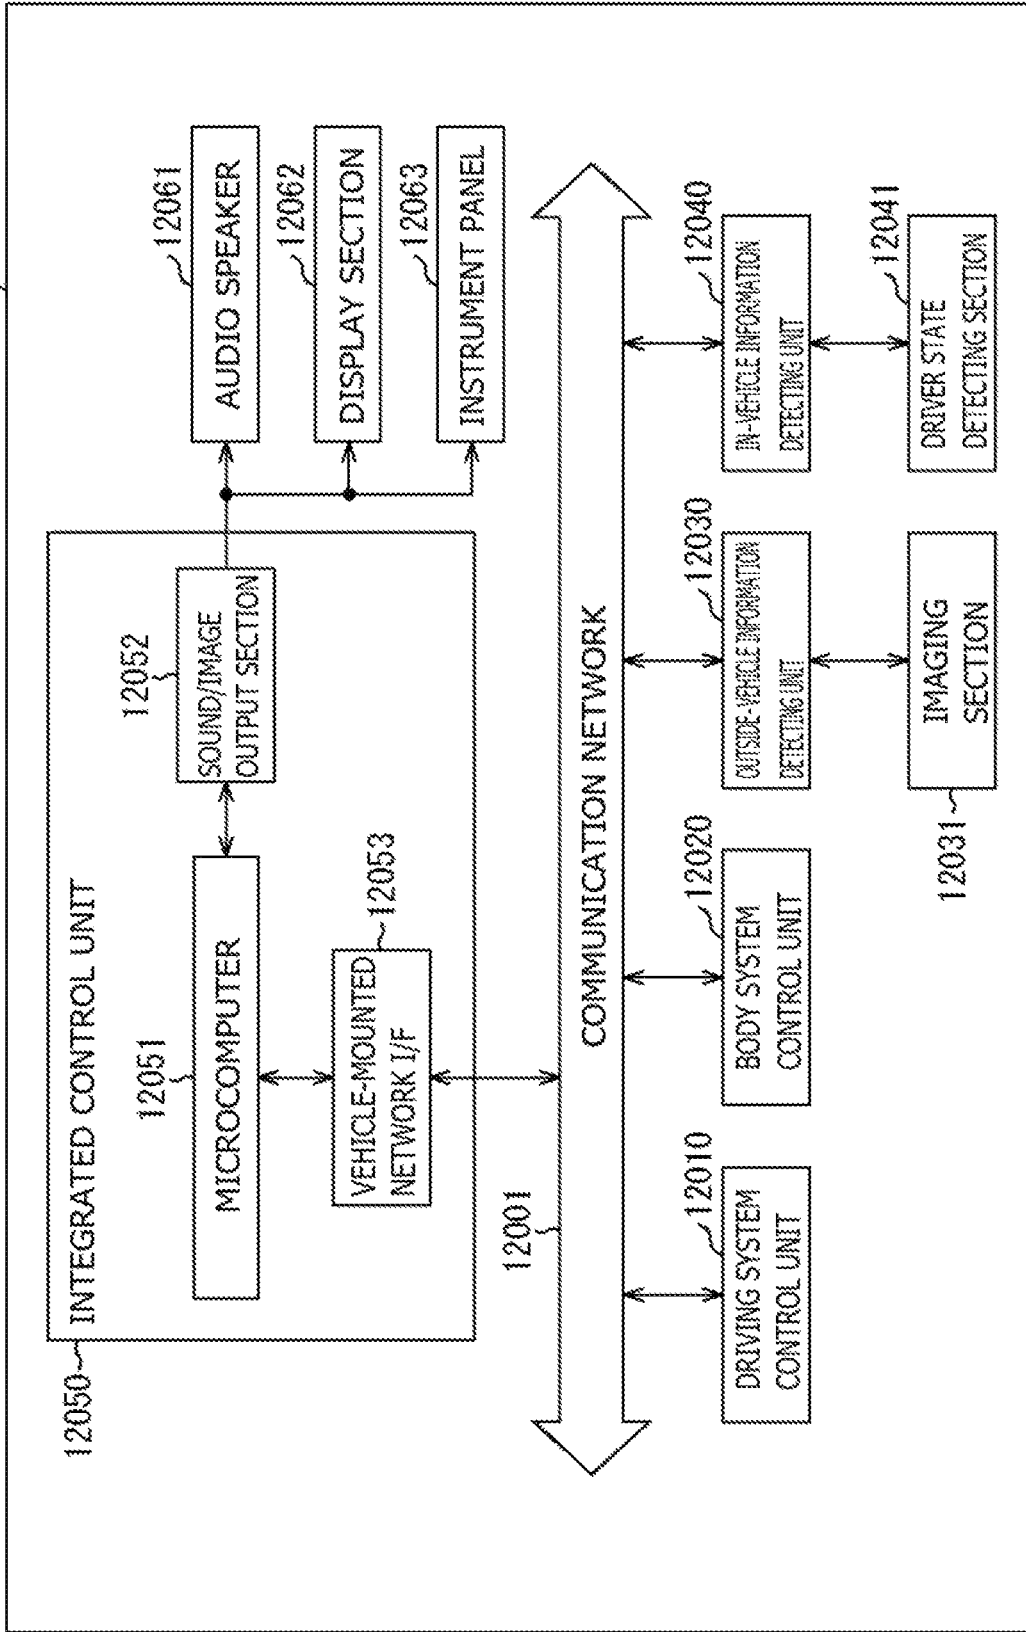 12050
INTEGRATED CONTROL UNIT
12051
MICROCOMPUTER
12052
SOUND/IMAGE
OUTPUT SECTION
12053
VEHICLE-MOUNTED
NETWORK I/F
12061
AUDIO SPEAKER
12062
DISPLAY SECTION
12063
INSTRUMENT PANEL
12001
COMMUNICATION NETWORK
12010
DRIVING SYSTEM
CONTROL UNIT
12020
BODY SYSTEM
CONTROL UNIT
12030
OUTSIDE-VEHICLE INFORMATION
DETECTING UNIT
12040
IN-VEHICLE INFORMATION
DETECTING UNIT
12031
IMAGING
SECTION
12041
DRIVER STATE
DETECTING SECTION